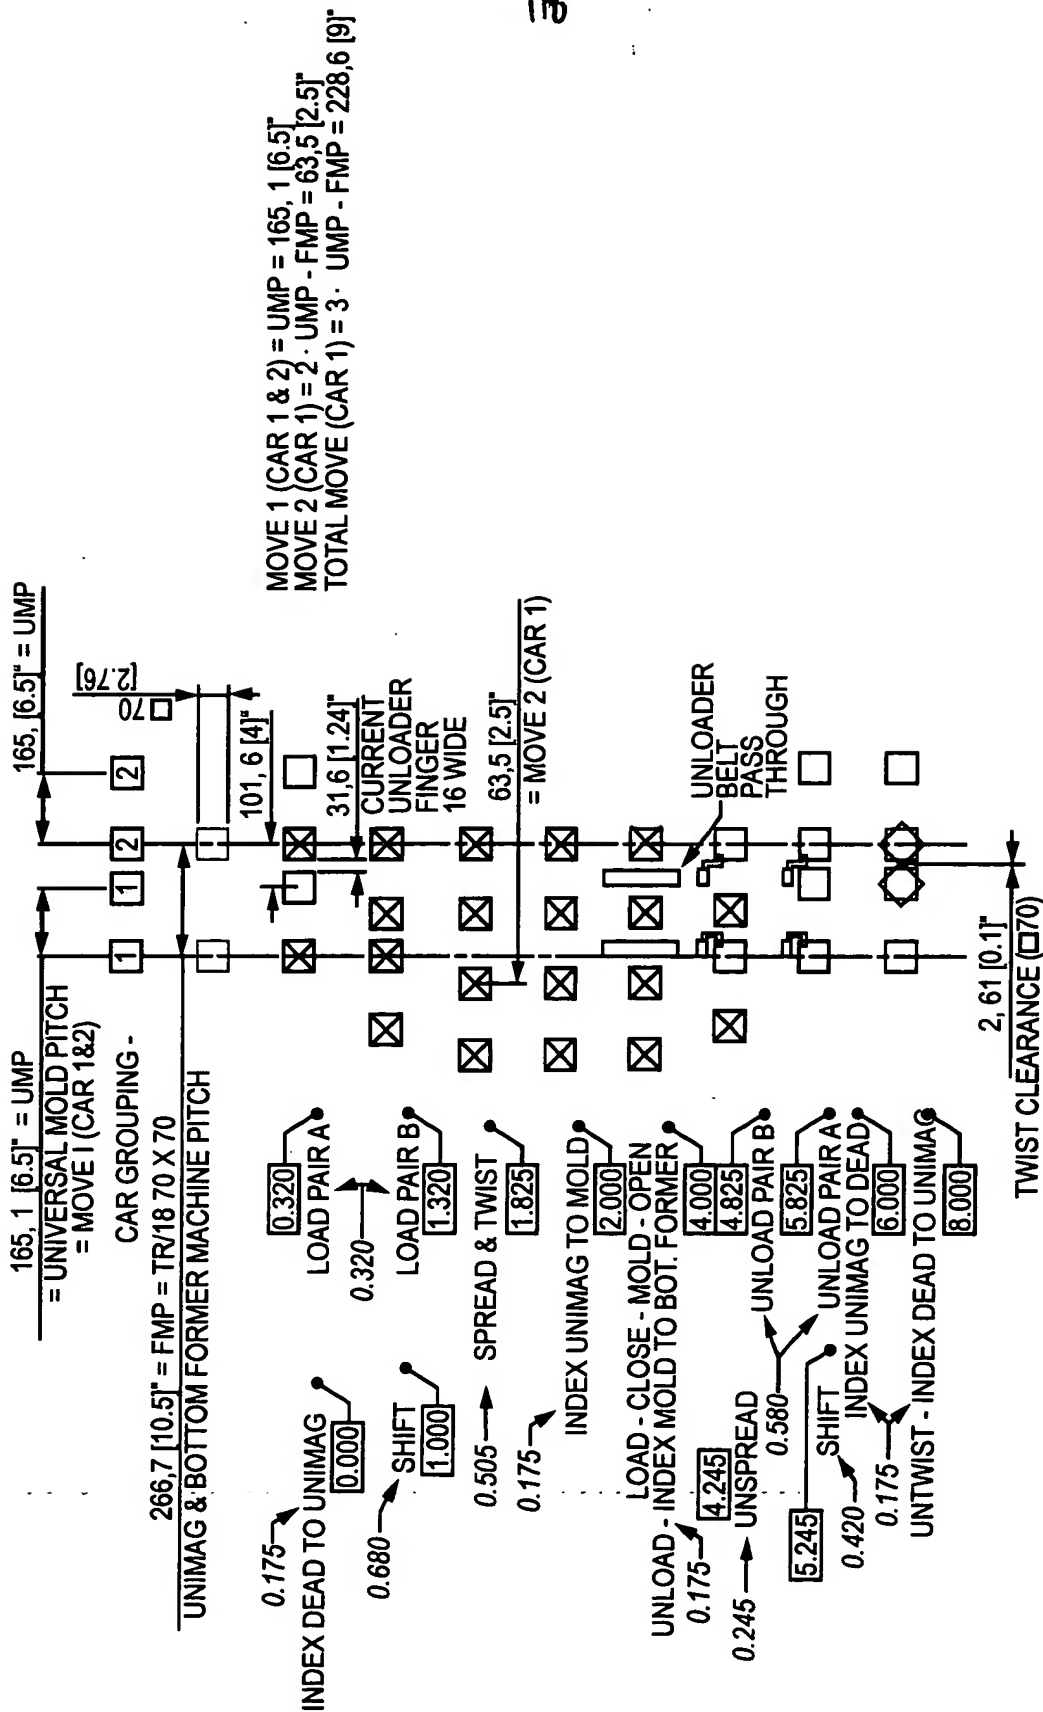 165, 1 [6.5]" = UMP
= UNIVERSAL MOLD PITCH
= MOVE I (CAR 1&2)
165, [6.5]" = UMP
CAR GROUPING -
1
1
2
2
266,7 [10.5]" = FMP = TR/18 70 X 70
UNIMAG & BOTTOM FORMER MACHINE PITCH
□70
[2.76]
101, 6 [4]"
31,6 [1.24]"
CURRENT
UNLOADER
FINGER
16 WIDE
MOVE 1 (CAR 1 & 2) = UMP = 165, 1 [6.5]"
MOVE 2 (CAR 1) = 2 · UMP - FMP = 63,5 [2.5]"
TOTAL MOVE (CAR 1) = 3 · UMP - FMP = 228,6 [9]"
0.175
INDEX DEAD TO UNIMAG
0.000
0.320
LOAD PAIR A
0.320
0.680
SHIFT
1.000
LOAD PAIR B
1.320
0.505
SPREAD & TWIST
1.825
63,5 [2.5]"
= MOVE 2 (CAR 1)
0.175
INDEX UNIMAG TO MOLD
2.000
LOAD - CLOSE - MOLD - OPEN
UNLOAD - INDEX MOLD TO BOT. FORMER
4.000
0.175
4.245
4.825
0.245
UNSPREAD
UNLOAD PAIR B
0.580
UNLOADER
BELT
PASS
THROUGH
5.245
5.825
UNLOAD PAIR A
SHIFT
0.420
INDEX UNIMAG TO DEAD
6.000
0.175
UNTWIST - INDEX DEAD TO UNIMAG
8.000
2, 61 [0.1]"
TWIST CLEARANCE (□70)